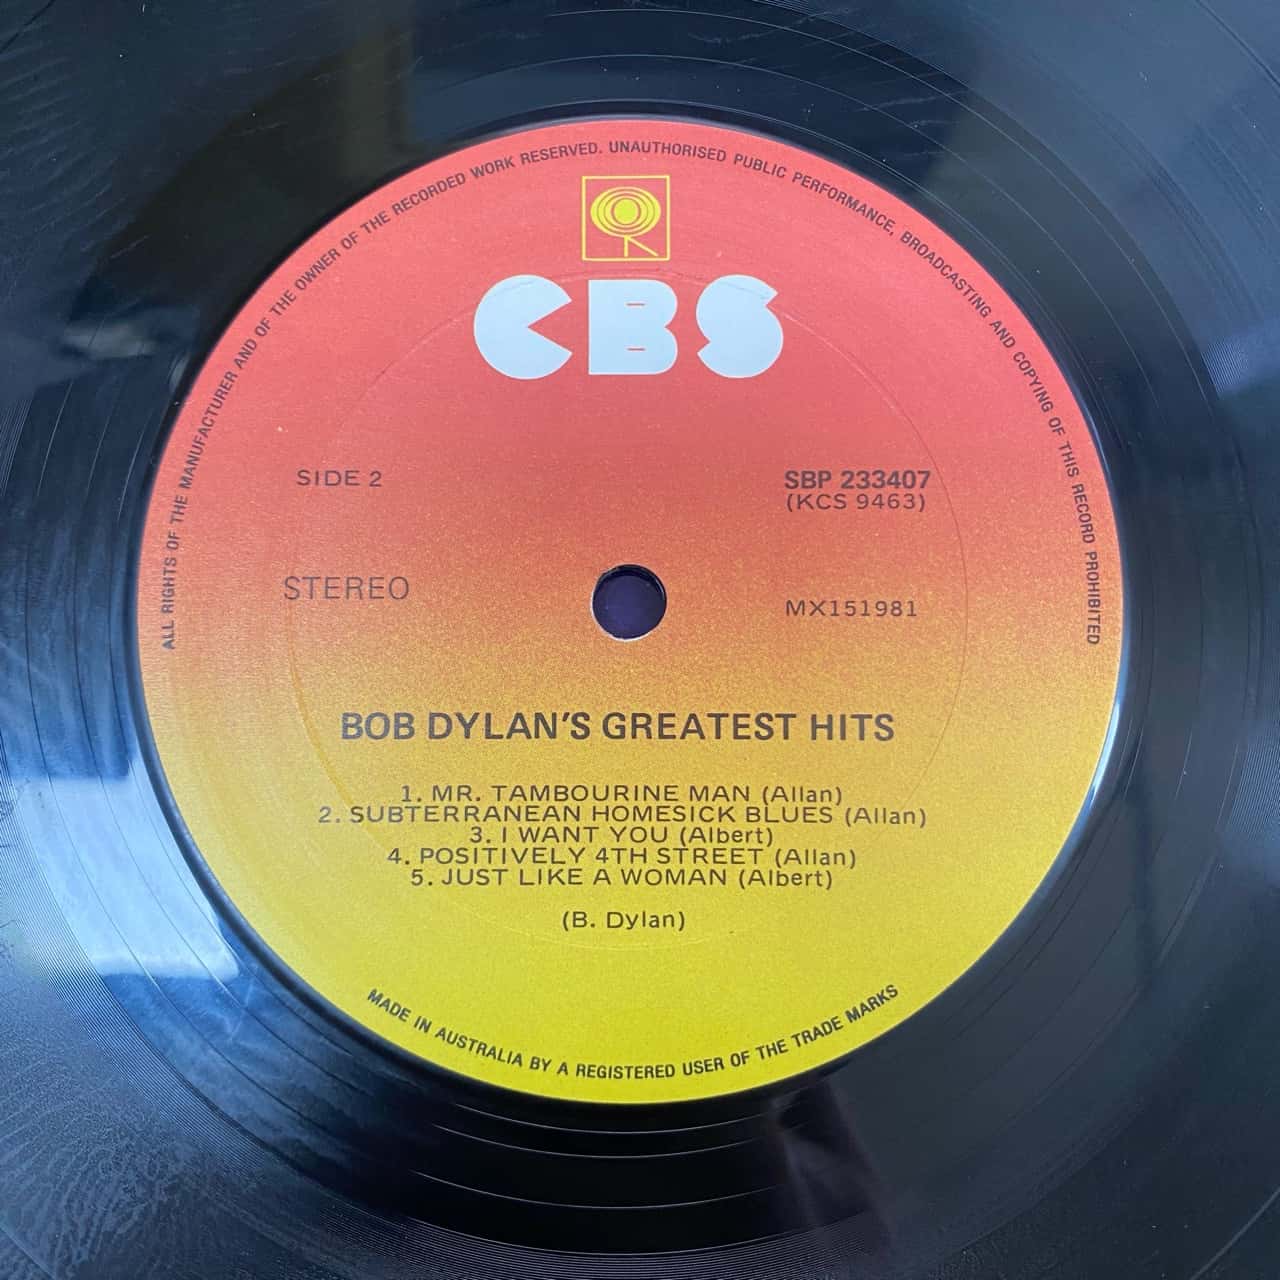 ALL RIGHTS OF THE MANUFACTURER AND OF THE OWNER OF THE RECORDED WORK RESERVED. UNAUTHORISED PUBLIC PERFORMANCE, BROADCASTING AND COPYING OF THIS RECORD PROHIBITED
CBS
SIDE 2
SBP 233407
(KCS 9463)
STEREO
MX151981
BOB DYLAN'S GREATEST HITS
1. MR. TAMBOURINE MAN (Allan)
2. SUBTERRANEAN HOMESICK BLUES (Allan)
3. I WANT YOU (Albert)
4. POSITIVELY 4TH STREET (Allan)
5. JUST LIKE A WOMAN (Albert)
(B. Dylan)
MADE IN AUSTRALIA BY A REGISTERED USER OF THE TRADE MARKS